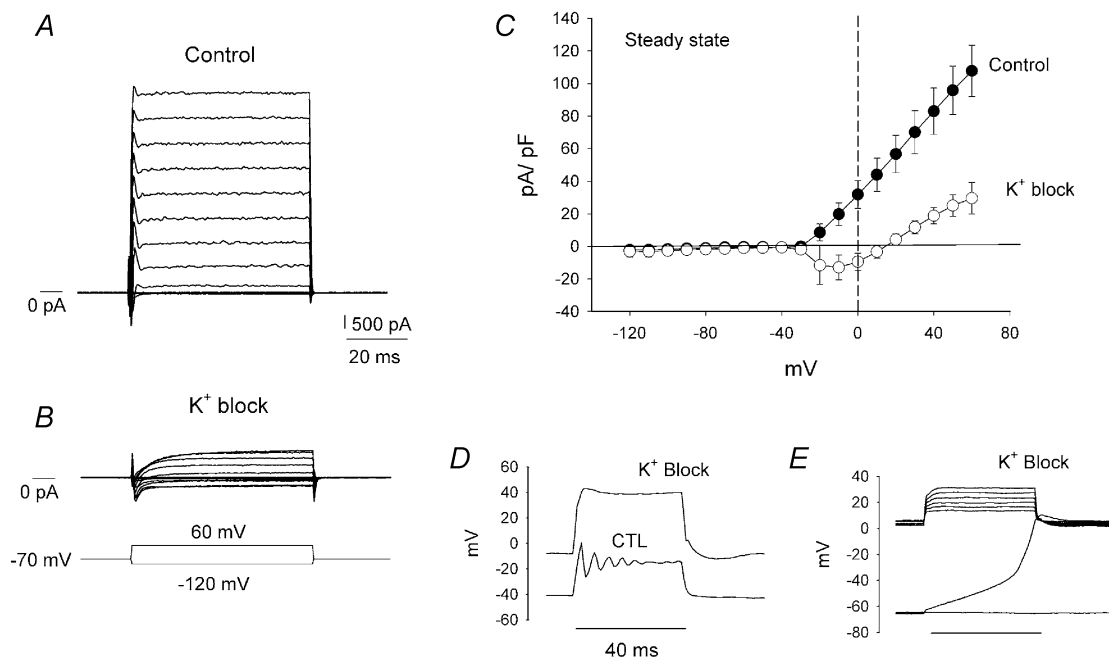 A
Control
0 pA
500 pA
20 ms
B
K⁺ block
0 pA
60 mV
-70 mV
-120 mV
C
Steady state
Control
K⁺ block
pA/ pF
140
120
100
80
60
40
20
0
-20
-40
-120
-80
-40
0
40
80
mV
D
K⁺ Block
CTL
mV
60
40
20
0
-20
-40
-60
40 ms
E
K⁺ Block
mV
60
40
20
0
-20
-40
-60
-80